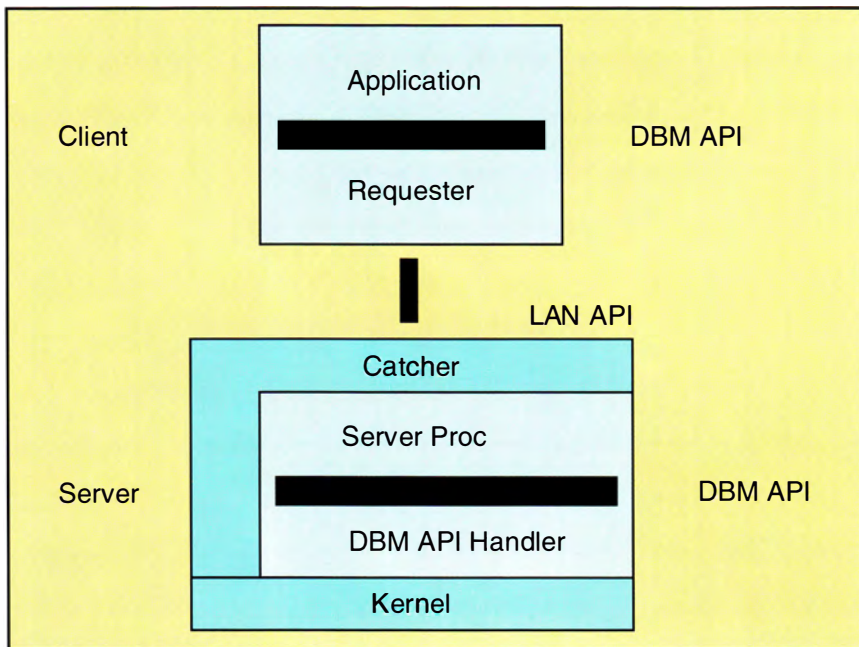 Application
Client
DBM API
Requester
LAN API
Catcher
Server Proc
Server
DBM API
DBM API Handler
Kernel